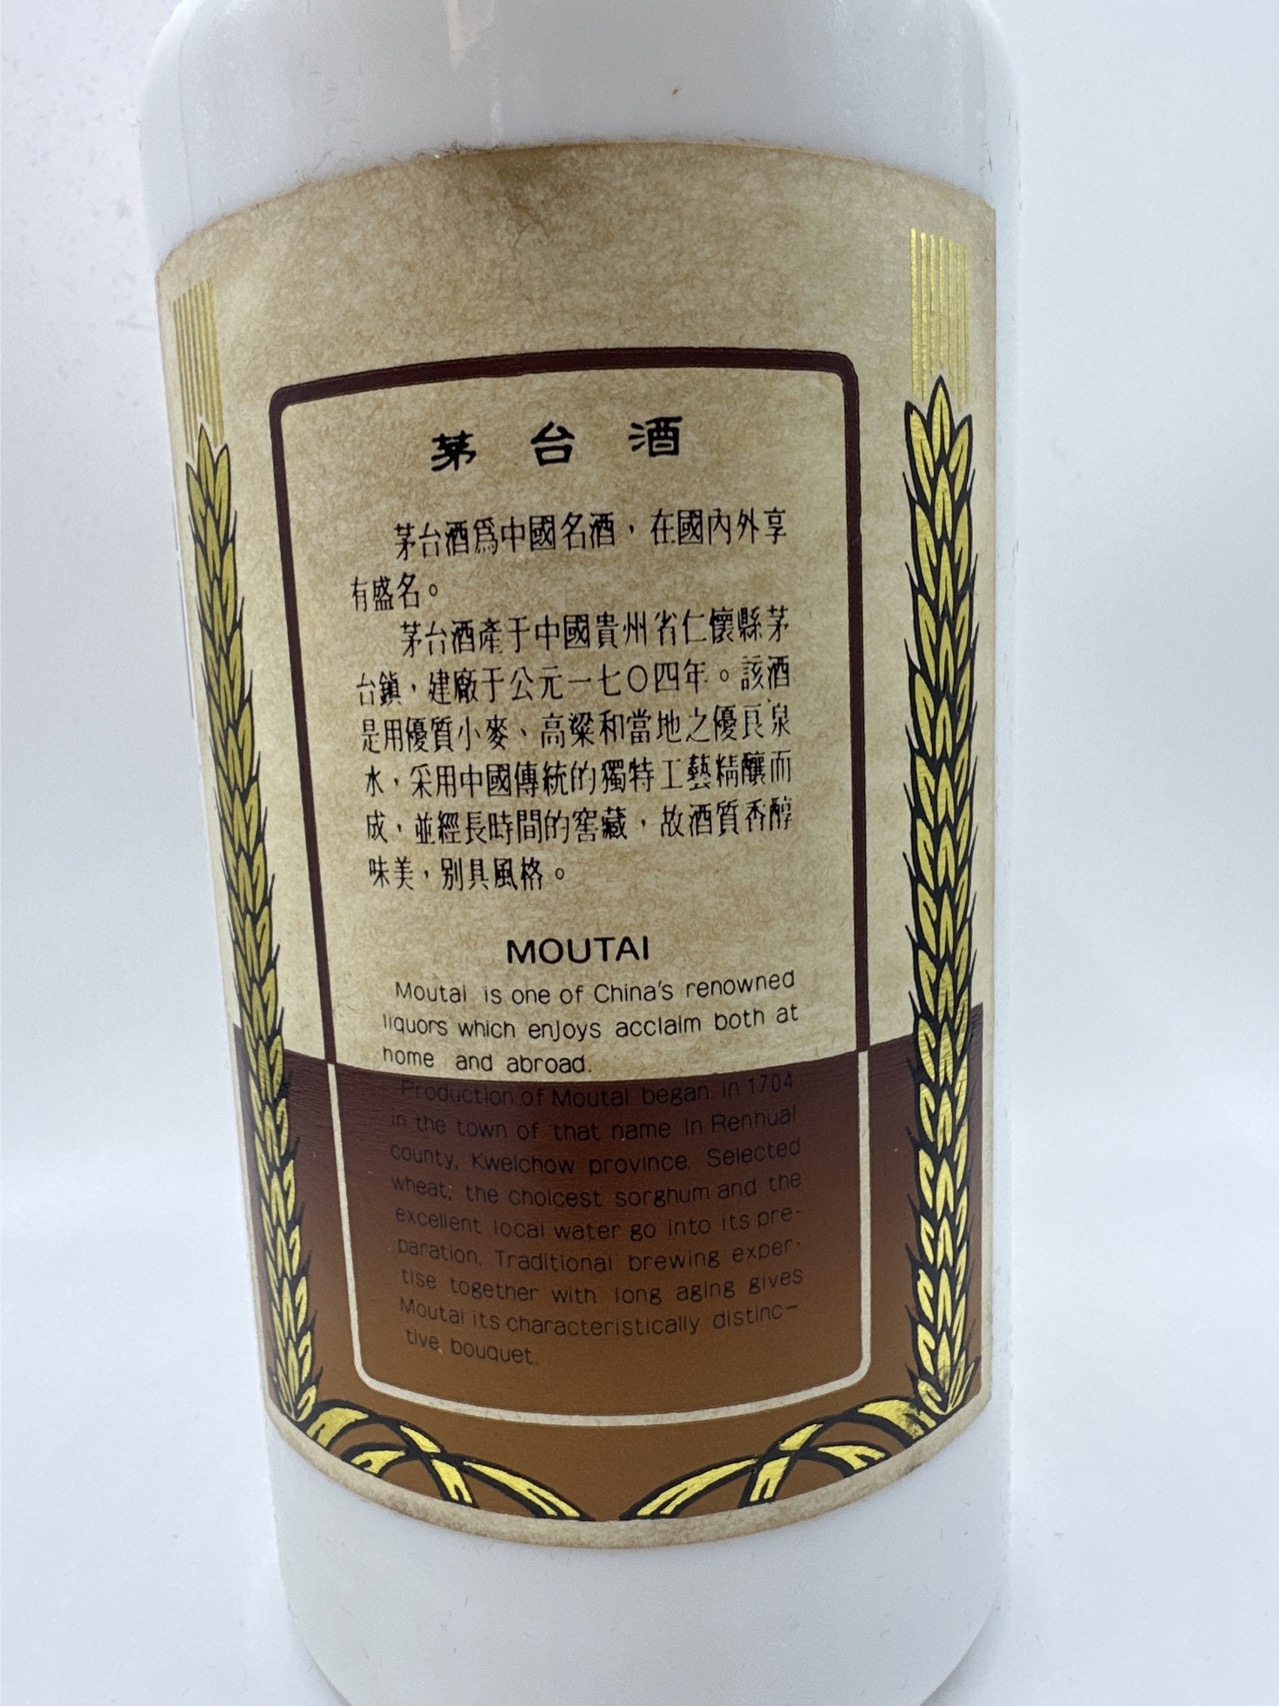 茅台酒
茅台酒爲中國名酒，在國內外享
有盛名。
茅台酒產于中國貴州省仁懷縣茅
台鎮，建廠于公元一七〇四年。該酒
是用優質小麥、高粱和當地之優良泉
水，采用中國傳統的獨特工藝精釀而
成，並經長時間的窖藏，故酒質香醇
味美，别具風格。
MOUTAI
Moutai is one of China's renowned
liquors which enjoys acclaim both at
home and abroad.
Production of Moutai began in 1704
in the town of that name in Renhuai
county, Kweichow province. Selected
wheat, the choicest sorghum and the
excellent local water go into its pre-
paration. Traditional brewing exper-
tise together with long aging gives
Moutai its characteristically distinc-
tive bouquet.